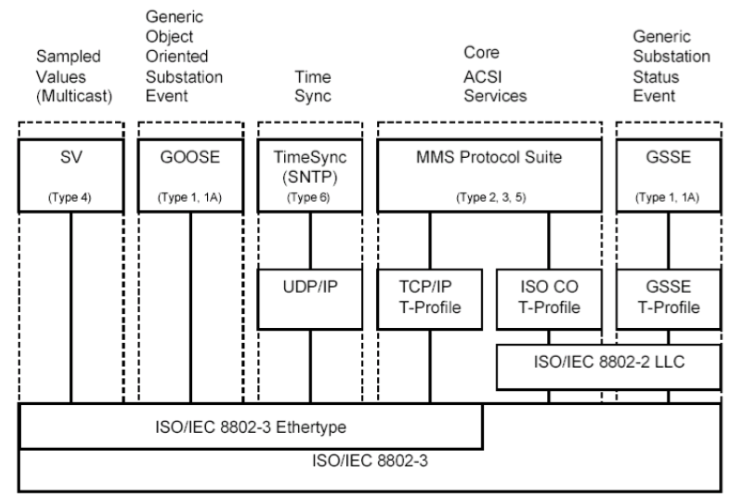 Sampled
Values
(Multicast)
Generic
Object
Oriented
Substation
Event
Time
Sync
Core
ACSI
Services
Generic
Substation
Status
Event
SV
(Type 4)
GOOSE
(Type 1, 1A)
TimeSync
(SNTP)
(Type 6)
MMS Protocol Suite
(Type 2, 3, 5)
GSSE
(Type 1, 1A)
UDP/IP
TCP/IP
T-Profile
ISO CO
T-Profile
GSSE
T-Profile
ISO/IEC 8802-2 LLC
ISO/IEC 8802-3 Ethertype
ISO/IEC 8802-3